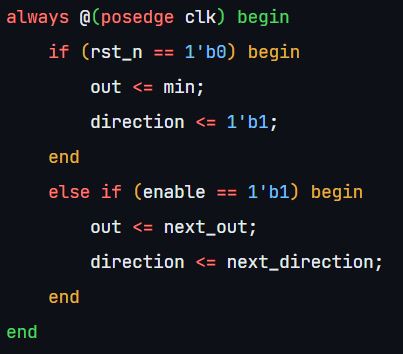 always @(posedge clk) begin
    if (rst_n == 1'b0) begin
        out <= min;
        direction <= 1'b1;
    end
    else if (enable == 1'b1) begin
        out <= next_out;
        direction <= next_direction;
    end
end